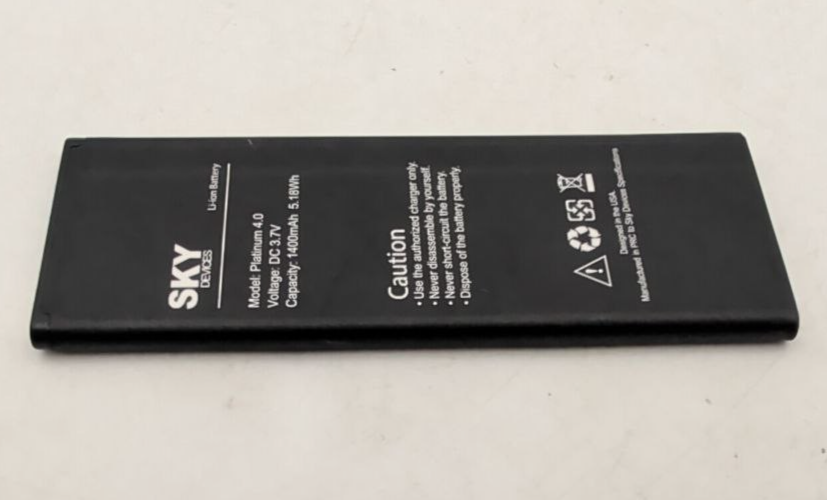 SKY
DEVICES
Li-ion Battery
Model: Platinum 4.0
Voltage: DC 3.7V
Capacity: 1400mAh 5.18Wh
Caution
• Use the authorized charger only.
• Never disassemble by yourself.
• Never short-circuit the battery.
• Dispose of the battery properly.
Designed in the USA.
Manufactured in PRC to Sky Devices Specifications